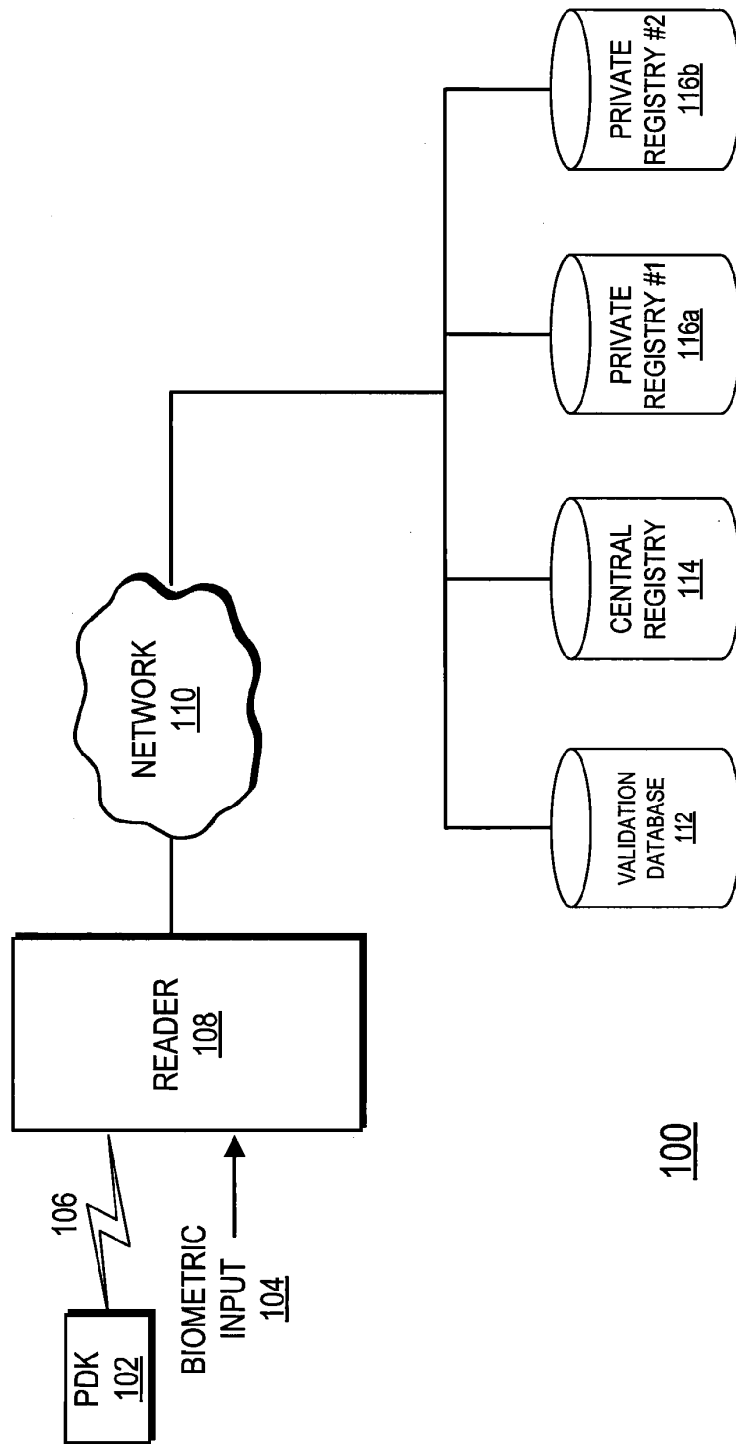 PDK
102
106
BIOMETRIC
INPUT
104
READER
108
NETWORK
110
VALIDATION
DATABASE
112
CENTRAL
REGISTRY
114
PRIVATE
REGISTRY #1
116a
PRIVATE
REGISTRY #2
116b
100